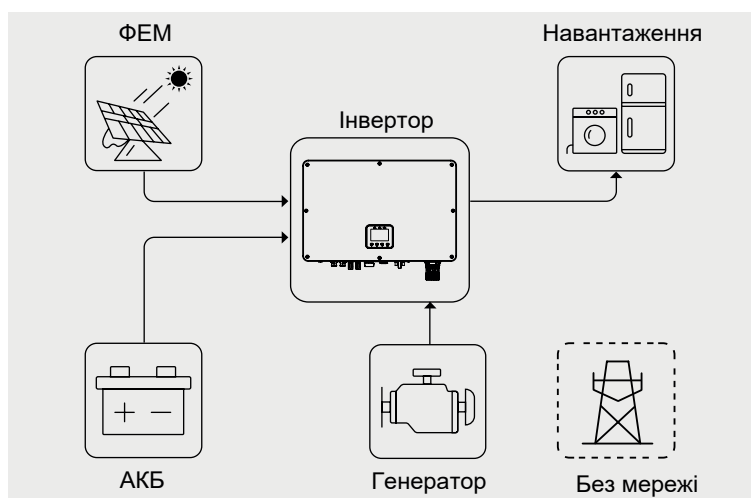 ФЕМ
Навантаження
Інвертор
АКБ
Генератор
Без мережі